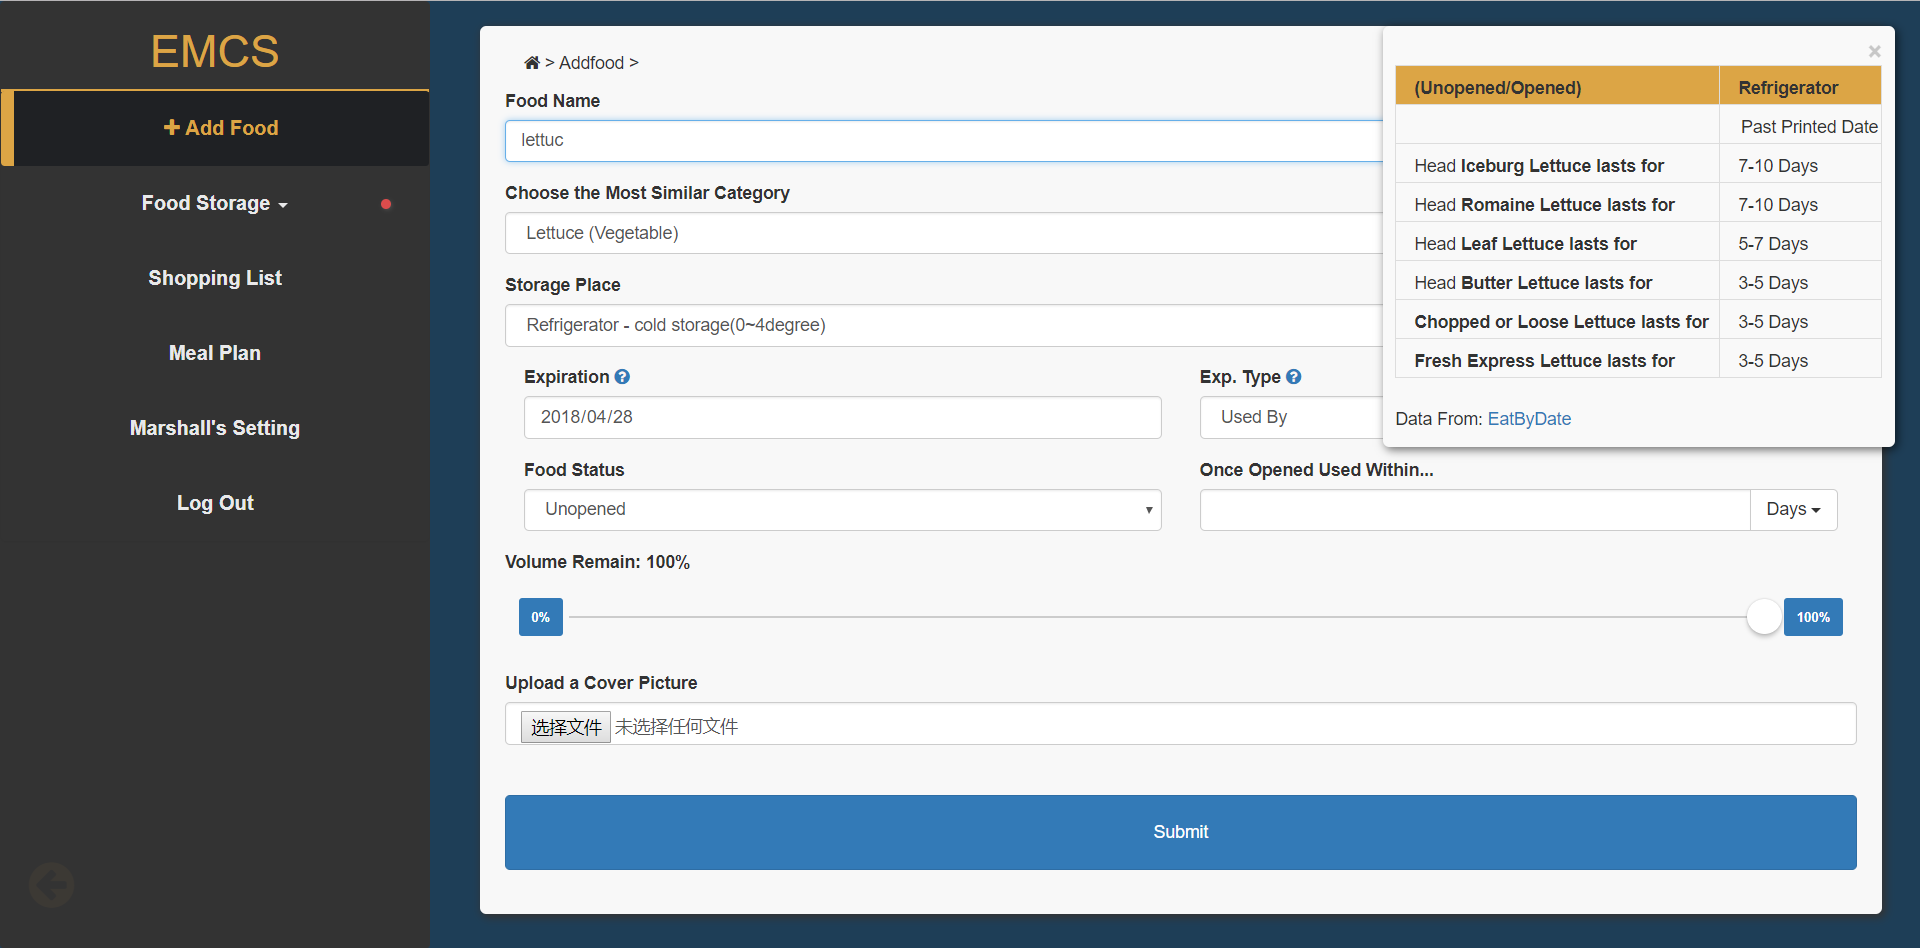 EMCS
Add Food
Food Storage
Shopping List
Meal Plan
Marshall's Setting
Log Out
> Addfood >
Food Name
lettuc
Choose the Most Similar Category
Lettuce (Vegetable)
Storage Place
Refrigerator - cold storage(0~4degree)
Expiration
Exp. Type
2018/04/28
Used By
Food Status
Once Opened Used Within...
Unopened
Days
Volume Remain: 100%
0%
100%
Upload a Cover Picture
选择文件 未选择任何文件
Submit
×
(Unopened/Opened) Refrigerator
Past Printed Date
Head Iceburg Lettuce lasts for 7-10 Days
Head Romaine Lettuce lasts for 7-10 Days
Head Leaf Lettuce lasts for 5-7 Days
Head Butter Lettuce lasts for 3-5 Days
Chopped or Loose Lettuce lasts for 3-5 Days
Fresh Express Lettuce lasts for 3-5 Days
Data From: EatByDate